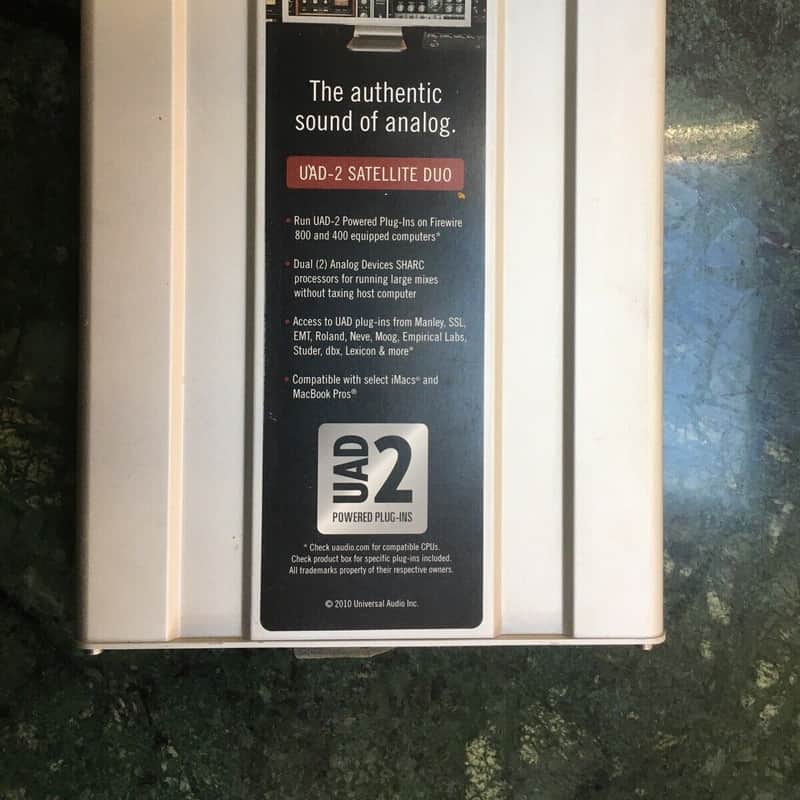 The authentic
sound of analog.
UAD-2 SATELLITE DUO
• Run UAD-2 Powered Plug-Ins on Firewire
800 and 400 equipped computers*
• Dual (2) Analog Devices SHARC
processors for running large mixes
without taxing host computer
• Access to UAD plug-ins from Manley, SSL,
EMT, Roland, Neve, Moog, Empirical Labs,
Studer, dbx, Lexicon & more*
• Compatible with select iMacs® and
MacBook Pros®
UAD 2
POWERED PLUG-INS
* Check uaudio.com for compatible CPUs.
Check product box for specific plug-ins included.
All trademarks property of their respective owners.
© 2010 Universal Audio Inc.